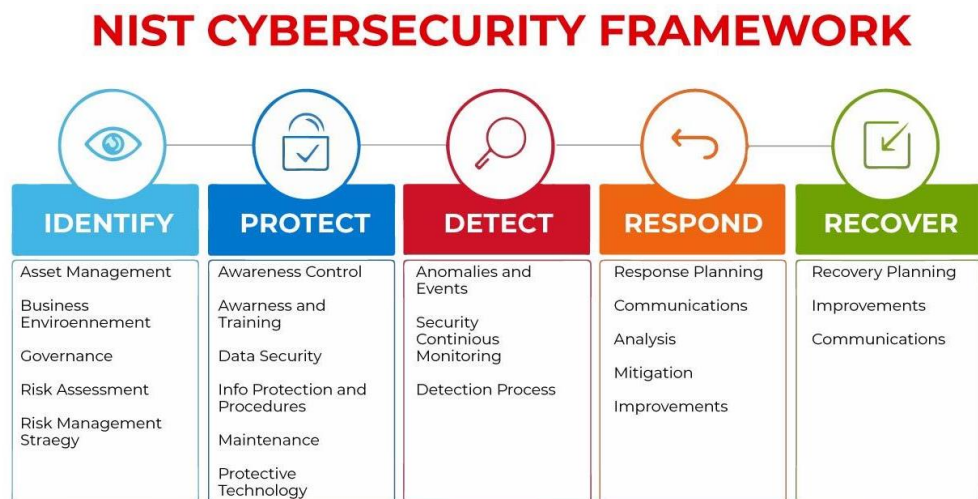 NIST CYBERSECURITY FRAMEWORK
IDENTIFY
Asset Management
Business
Enviroennement
Governance
Risk Assessment
Risk Management
Straegy
PROTECT
Awareness Control
Awarness and
Training
Data Security
Info Protection and
Procedures
Maintenance
Protective
Technology
DETECT
Anomalies and
Events
Security
Continious
Monitoring
Detection Process
RESPOND
Response Planning
Communications
Analysis
Mitigation
Improvements
RECOVER
Recovery Planning
Improvements
Communications